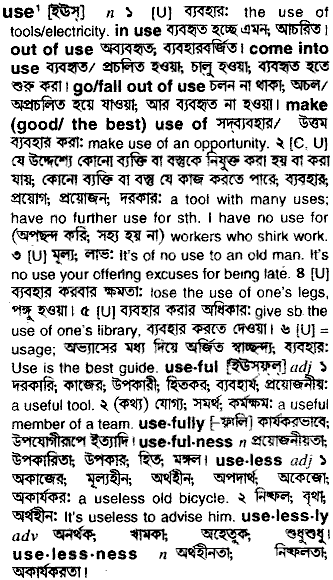 use¹ [ইউস্] n ১ [U] ব্যবহার: the use of
tools/electricity. in use ব্যবহৃত হচ্ছে এমন; আচরিত।
out of use অব্যবহৃত; ব্যবহারবর্জিত। come into
use ব্যবহৃত/ প্রচলিত হওয়া; চালু হওয়া; ব্যবহৃত হতে
শুরু করা। go/fall out of use চলন না থাকা; অচল/
অপ্রচলিত হয়ে যাওয়া; আর ব্যবহৃত না হওয়া। make
(good/ the best) use of সদ্ব্যবহার/ উত্তম
ব্যবহার করা: make use of an opportunity. ২ [C, U]
যে উদ্দেশ্যে কোনো ব্যক্তি বা বস্তুকে নিযুক্ত করা হয় বা করা
যায়; কোনো ব্যক্তি বা বস্তু যে কাজ করতে পারে; ব্যবহার;
প্রয়োগ; প্রয়োজন; দরকার: a tool with many uses;
have no further use for sth. I have no use for
(অপছন্দ করি; সহ্য হয় না) workers who shirk work.
৩ [U] মূল্য; লাভ: It's of no use to an old man. It's
no use your offering excuses for being late. ৪ [U]
ব্যবহার করবার ক্ষমতা: lose the use of one's legs,
পঙ্গু হওয়া। ৫ [U] ব্যবহার করার অধিকার: give sb the
use of one's library, ব্যবহার করতে দেওয়া। ৬ [U] =
usage; অভ্যাসের মধ্য দিয়ে অর্জিত স্বাচ্ছন্দ্য; ব্যবহার:
Use is the best guide. use·ful [ইউসফ্‌ল্] adj ১
দরকারি; কাজের; উপকারী; হিতকর; ব্যবহার্য; প্রয়োজনীয়:
a useful tool. ২ (কথ্য) যোগ্য; সমর্থ; কর্মক্ষম: a useful
member of a team. use·fully [–ফালি] কার্যকরভাবে;
উপযোগীরূপে ইত্যাদি। use·ful·ness n প্রয়োজনীয়তা;
উপকারিতা; উপকার; হিত; মঙ্গল। use·less adj ১
অকাজের; মূল্যহীন; অর্থহীন; অপদার্থ; অকেজো;
অকার্যকর: a useless old bicycle. ২ নিষ্ফল; বৃথা;
অর্থহীন: It's useless to advise him. use·less·ly
adv অনর্থক; খামকা; অহেতুক; শুধুশুধু।
use·less·ness n অর্থহীনতা; নিষ্ফলতা;
অকার্যকরতা।